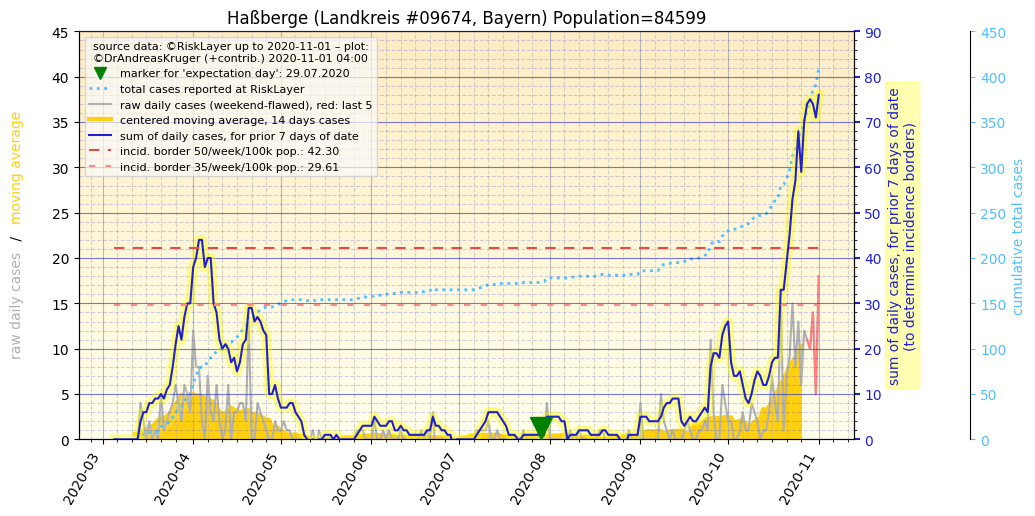 Haßberge (Landkreis #09674, Bayern) Population=84599
source data: ©RiskLayer up to 2020-11-01 – plot:
©DrAndreasKruger (+contrib.) 2020-11-01 04:00
marker for 'expectation day': 29.07.2020
total cases reported at RiskLayer
raw daily cases (weekend-flawed), red: last 5
centered moving average, 14 days cases
sum of daily cases, for prior 7 days of date
incid. border 50/week/100k pop.: 42.30
incid. border 35/week/100k pop.: 29.61
raw daily cases / moving average
45
40
35
30
25
20
15
10
5
0
2020-03
2020-04
2020-05
2020-06
2020-07
2020-08
2020-09
2020-10
2020-11
90
80
70
60
50
40
30
20
10
0
sum of daily cases, for prior 7 days of date
(to determine incidence borders)
450
400
350
300
250
200
150
100
50
0
cumulative total cases